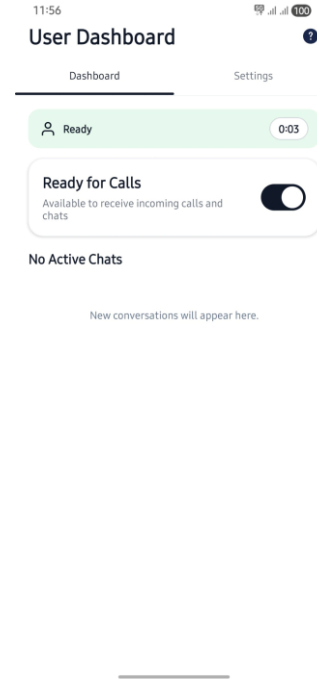 11:56
100
User Dashboard
?
Dashboard
Settings
Ready
0:03
Ready for Calls
Available to receive incoming calls and
chats
No Active Chats
New conversations will appear here.